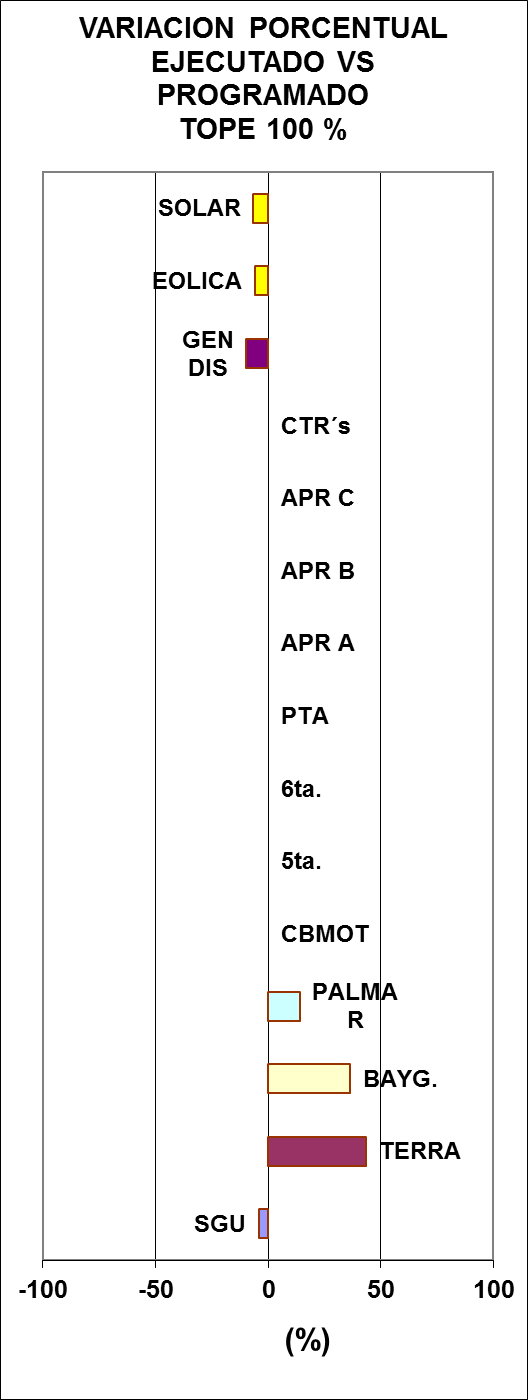 VARIACION PORCENTUAL
EJECUTADO VS
PROGRAMADO
TOPE 100 %
SOLAR
EOLICA
GEN
DIS
CTR´s
APR C
APR B
APR A
PTA
6ta.
5ta.
CBMOT
PALMA
R
BAYG.
TERRA
SGU
-100 -50 0 50 100
(%)